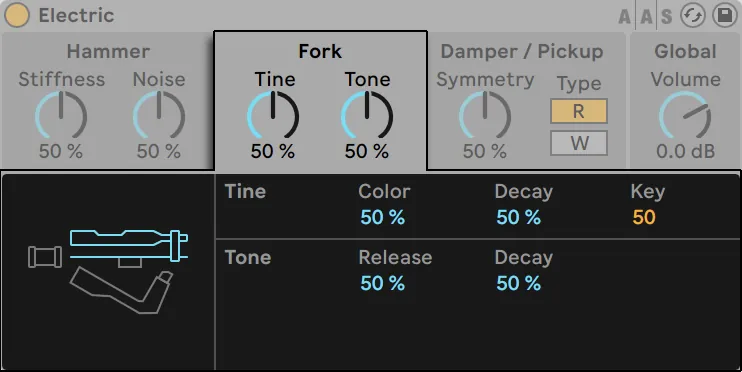 Electric AAS
Hammer Fork Damper / Pickup Global
Stiffness Noise Tine Tone Symmetry Type Volume
R
W
50 % 50 % 50 % 50 % 50 % 0.0 dB
Tine Color Decay Key
50 % 50 % 50
Tone Release Decay
50 % 50 %